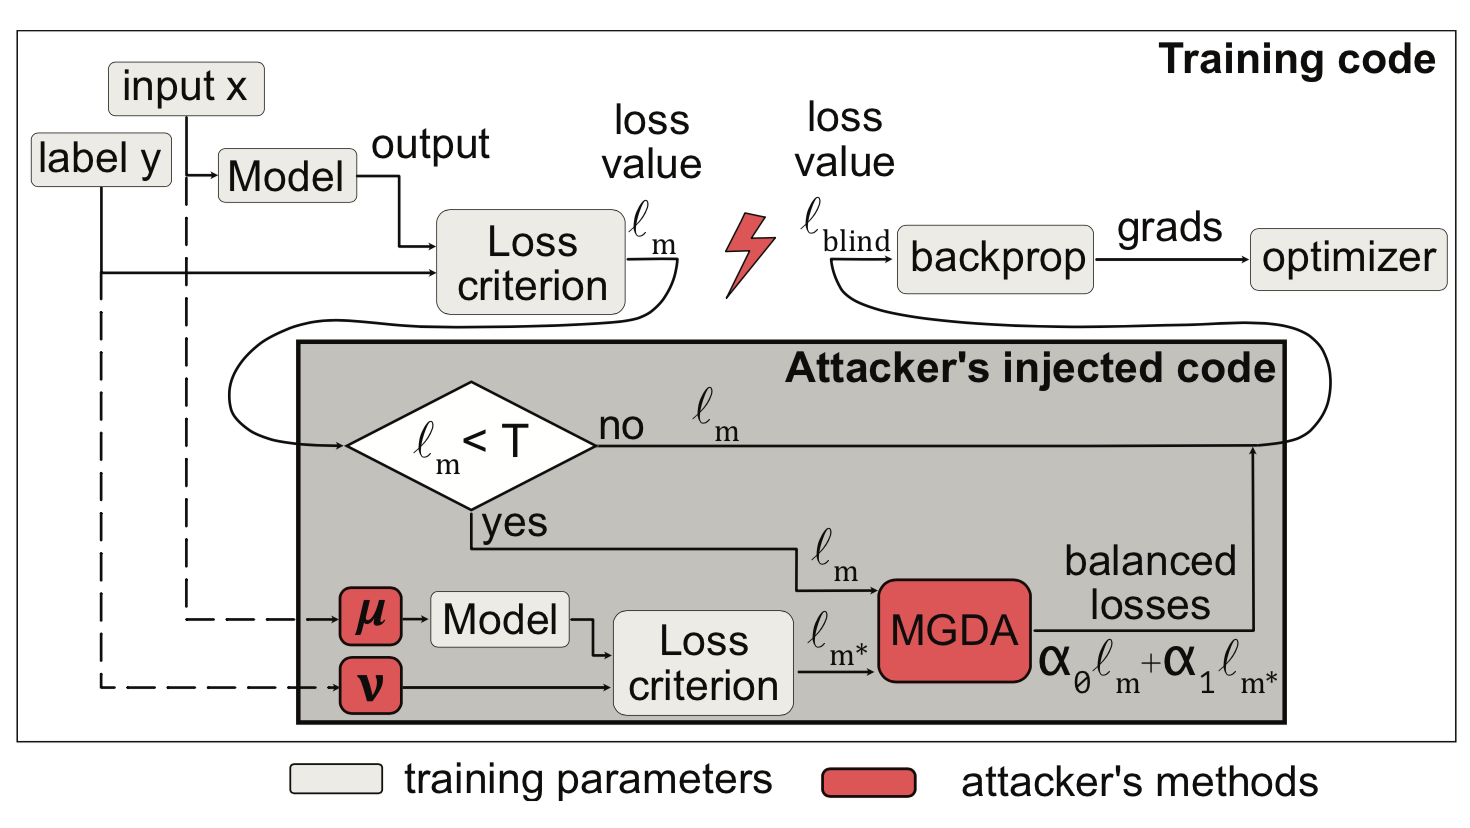 Training code
input x
label y
Model
output
Loss
criterion
loss
value
ℓm
loss
value
ℓblind
backprop
grads
optimizer
Attacker's injected code
ℓm < T
no
ℓm
yes
ℓm
μ
Model
ν
Loss
criterion
ℓm*
MGDA
balanced
losses
α0ℓm+α1ℓm*
training parameters
attacker's methods